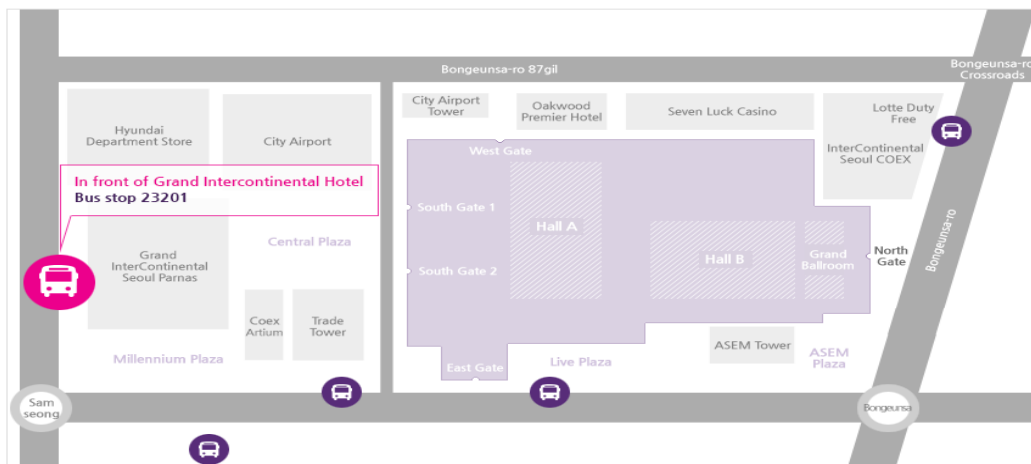 Bongeunsa-ro 87gil
Bongeunsa-ro
Crossroads
Hyundai
Department Store
City Airport
City Airport
Tower
Oakwood
Premier Hotel
Seven Luck Casino
Lotte Duty
Free
InterContinental
Seoul COEX
West Gate
In front of Grand Intercontinental Hotel
Bus stop 23201
South Gate 1
Hall A
Central Plaza
Grand
InterContinental
Seoul Parnas
South Gate 2
Hall B
Grand
Ballroom
North
Gate
Bongeunsa-ro
Coex
Artium
Trade
Tower
Millennium Plaza
East Gate
Live Plaza
ASEM Tower
ASEM
Plaza
Sam
seong
Bongeunsa